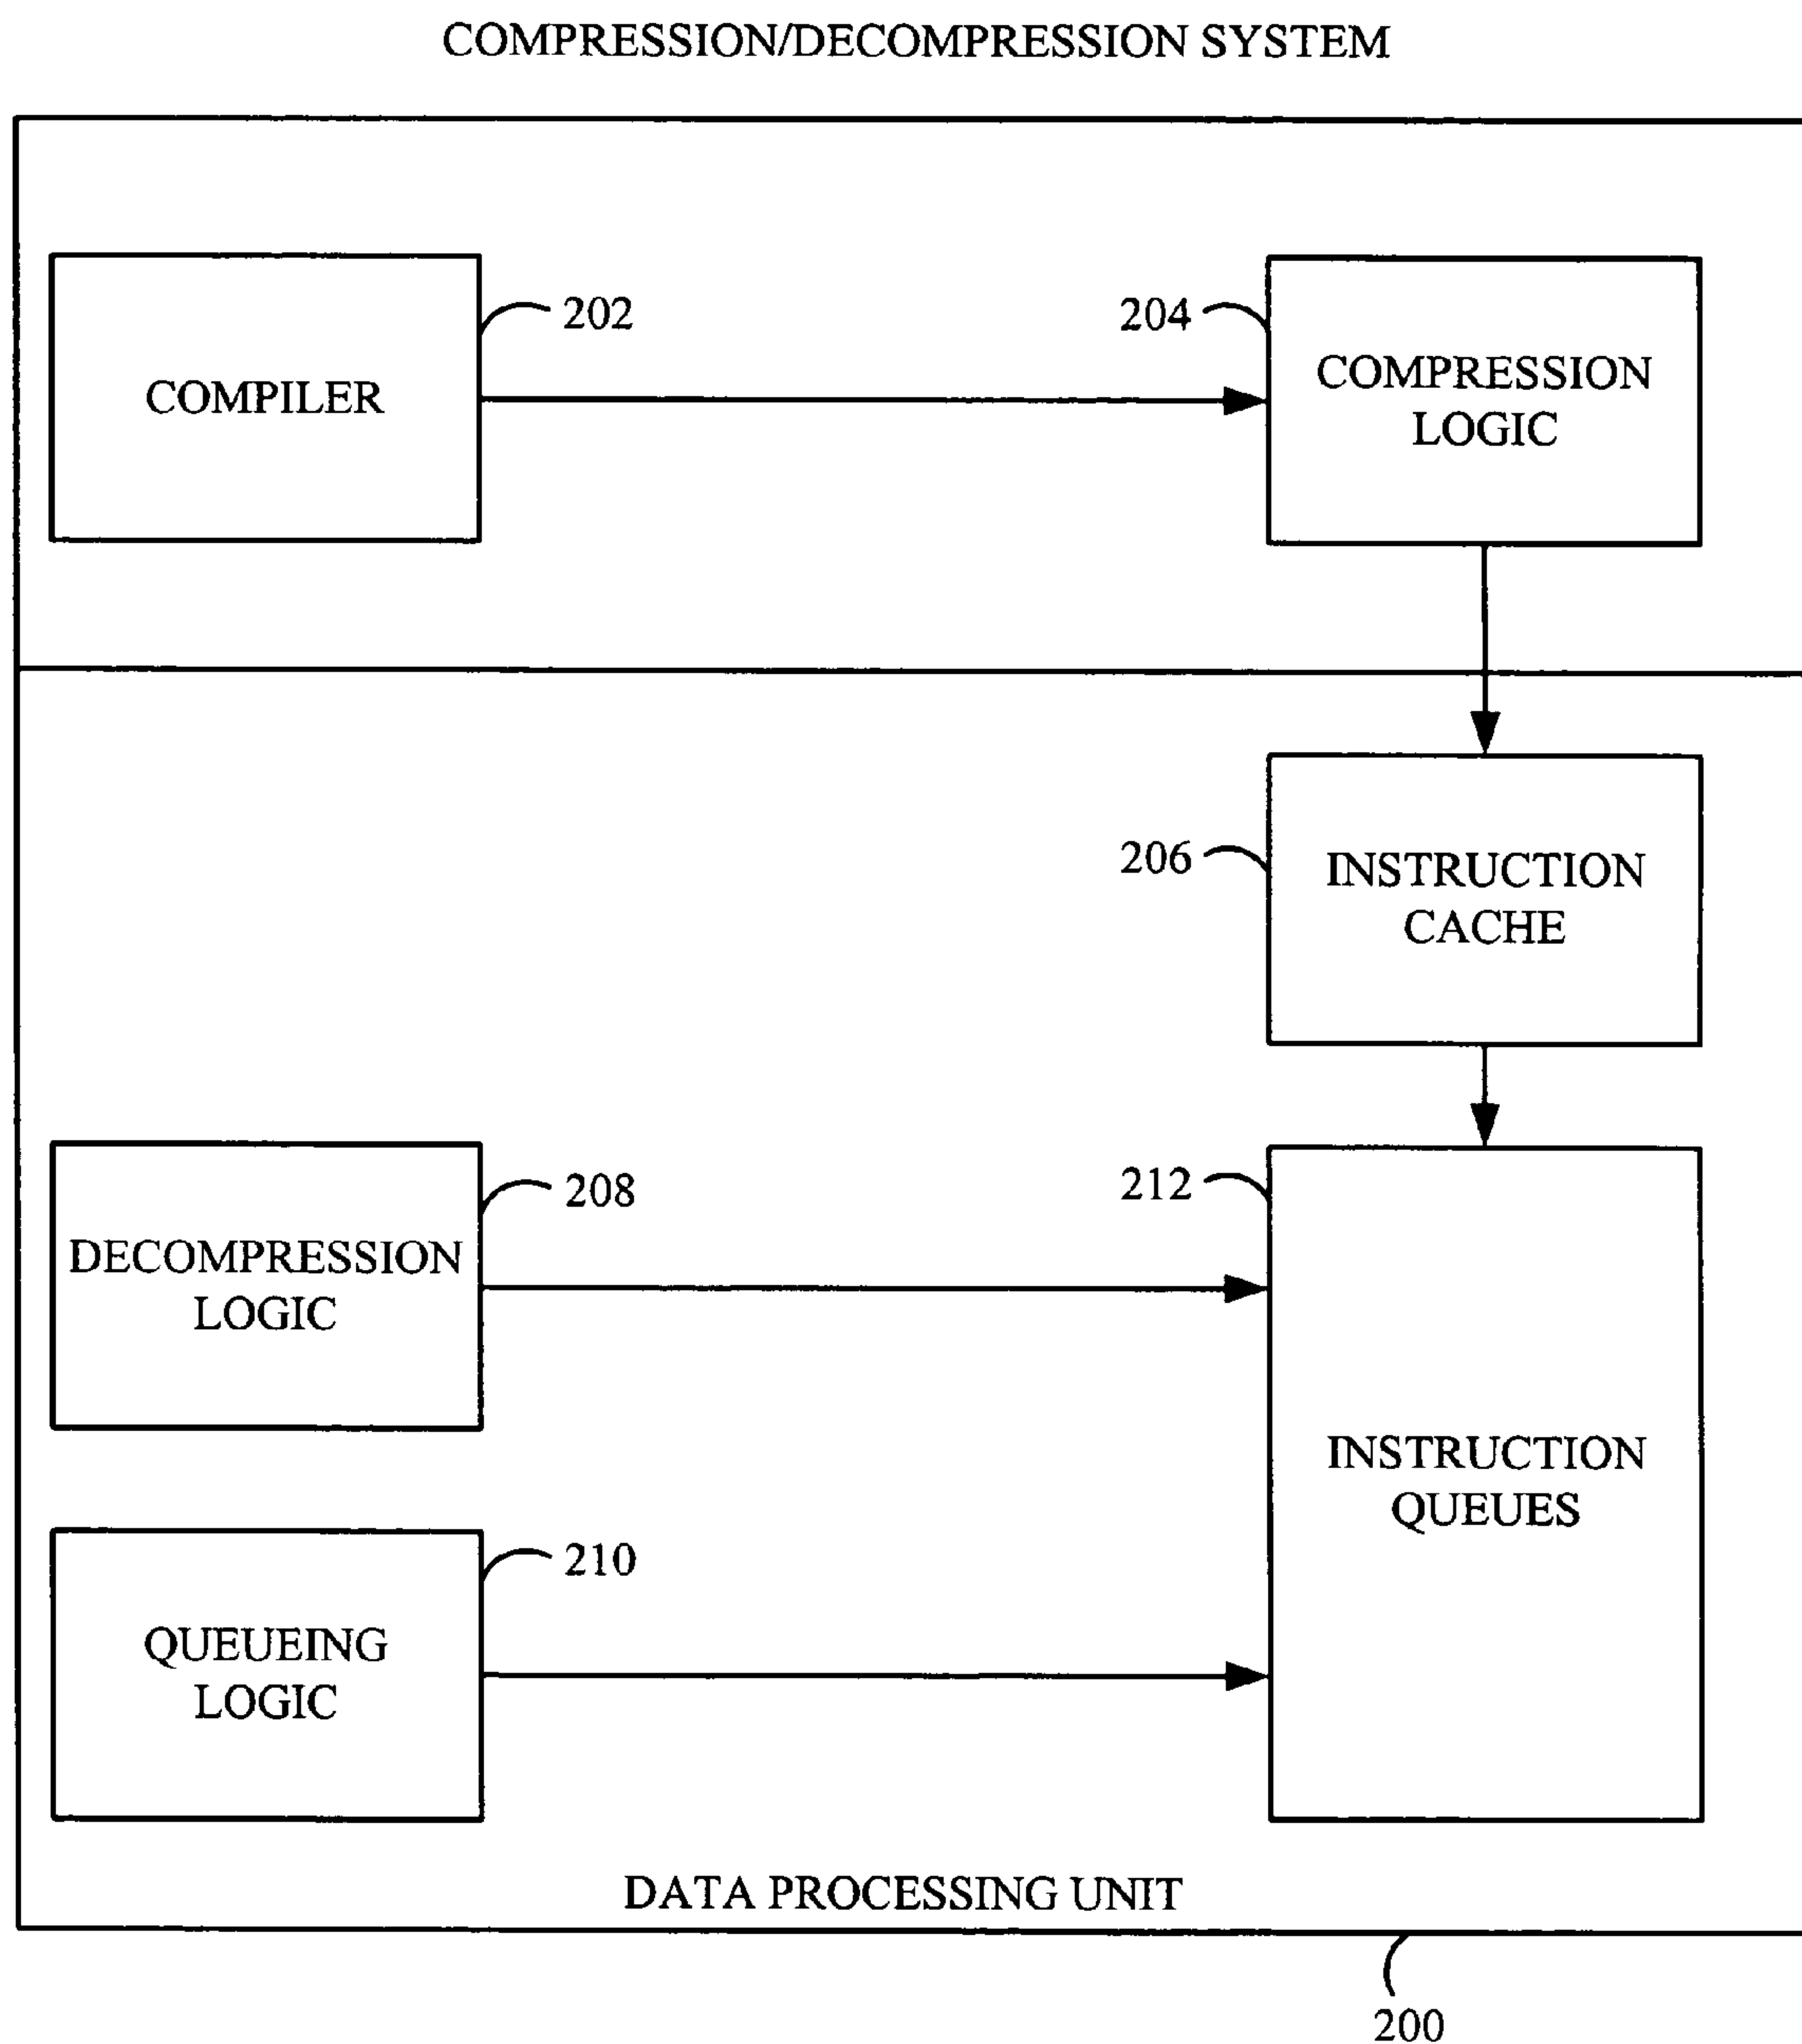 COMPRESSION/DECOMPRESSION SYSTEM
202
204
COMPILER
COMPRESSION
LOGIC
206
INSTRUCTION
CACHE
208
212
DECOMPRESSION
LOGIC
INSTRUCTION
QUEUES
210
QUEUEING
LOGIC
DATA PROCESSING UNIT
200